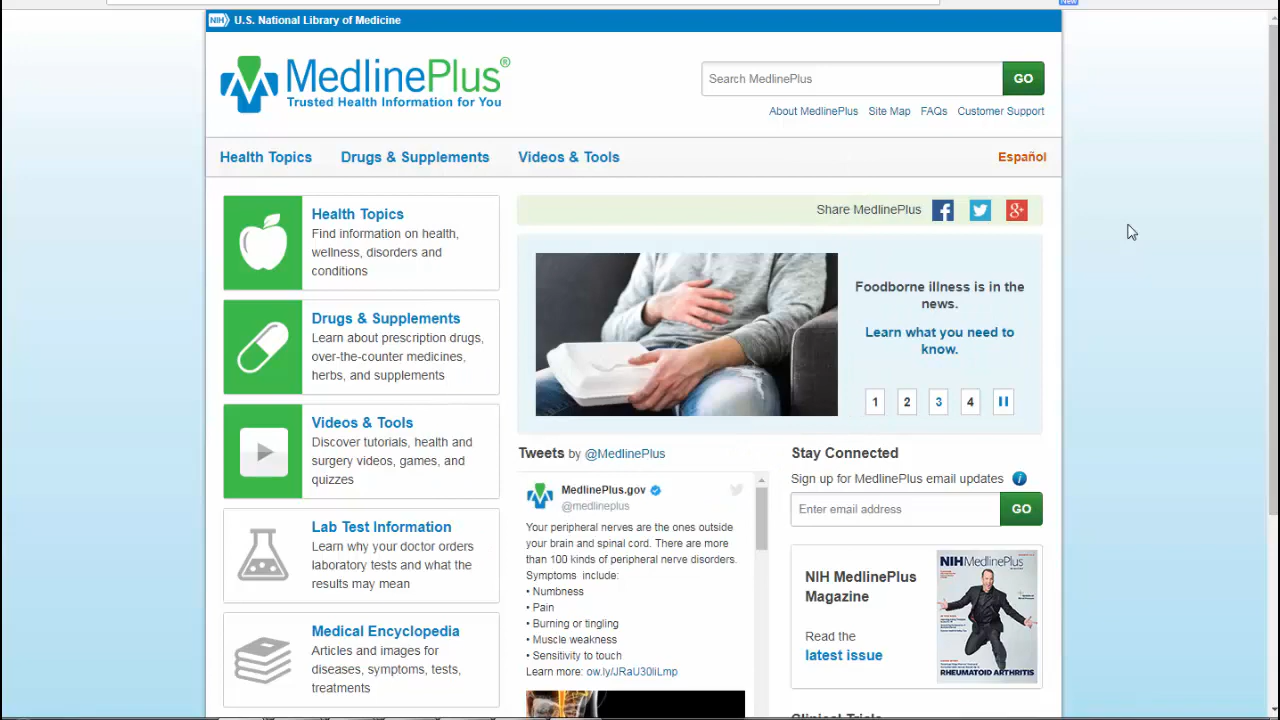 New
NIH U.S. National Library of Medicine
MedlinePlus®
Trusted Health Information for You
Search MedlinePlus GO
About MedlinePlus Site Map FAQs Customer Support
Health Topics Drugs & Supplements Videos & Tools Español
Health Topics
Find information on health,
wellness, disorders and
conditions
Drugs & Supplements
Learn about prescription drugs,
over-the-counter medicines,
herbs, and supplements
Videos & Tools
Discover tutorials, health and
surgery videos, games, and
quizzes
Lab Test Information
Learn why your doctor orders
laboratory tests and what the
results may mean
Medical Encyclopedia
Articles and images for
diseases, symptoms, tests,
treatments
Share MedlinePlus
Foodborne illness is in the
news.
Learn what you need to
know.
1 2 3 4
Tweets by @MedlinePlus
MedlinePlus.gov
@medlineplus
Your peripheral nerves are the ones outside
your brain and spinal cord. There are more
than 100 kinds of peripheral nerve disorders.
Symptoms include:
• Numbness
• Pain
• Burning or tingling
• Muscle weakness
• Sensitivity to touch
Learn more: ow.ly/JRaU30liLmp
Stay Connected
Sign up for MedlinePlus email updates
Enter email address GO
NIH MedlinePlus
Magazine
Read the
latest issue
NIHMedlinePlus
RHEUMATOID ARTHRITIS
Clinical Trials